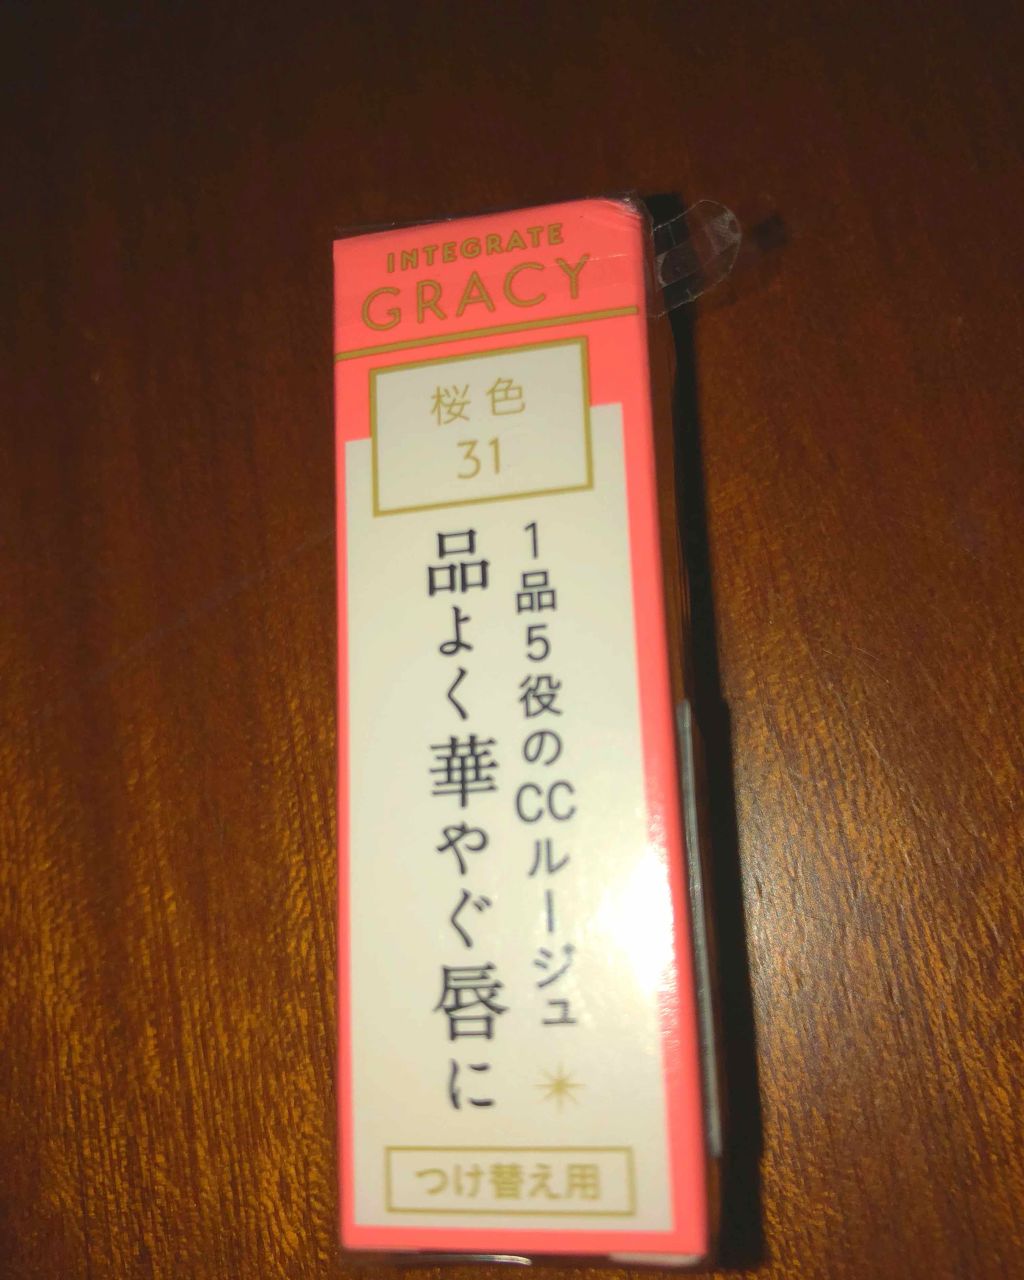 INTEGRATE
GRACY
桜色
31
1品5役のCCルージュ
品よく華やぐ唇に
つけ替え用